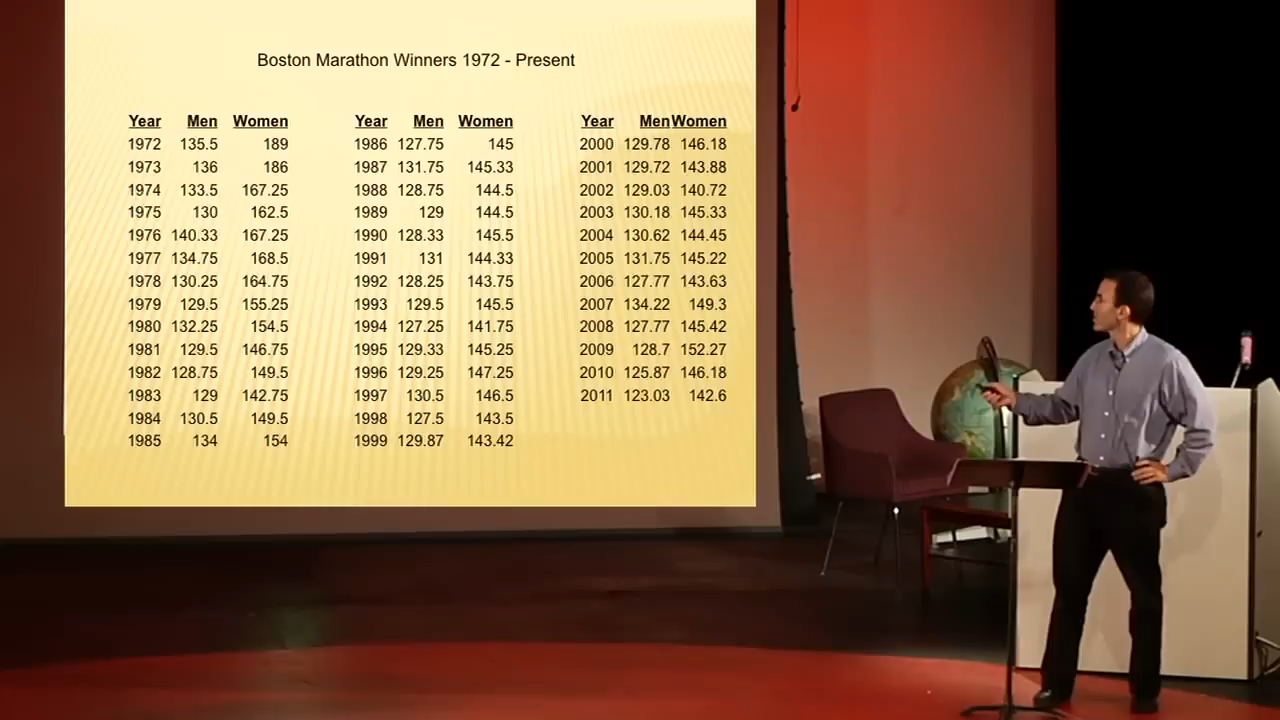 Boston Marathon Winners 1972 - Present
Year Men Women Year Men Women Year Men Women
1972 135.5 189 1986 127.75 145 2000 129.78 146.18
1973 136 186 1987 131.75 145.33 2001 129.72 143.88
1974 133.5 167.25 1988 128.75 144.5 2002 129.03 140.72
1975 130 162.5 1989 129 144.5 2003 130.18 145.33
1976 140.33 167.25 1990 128.33 145.5 2004 130.62 144.45
1977 134.75 168.5 1991 131 144.33 2005 131.75 145.22
1978 130.25 164.75 1992 128.25 143.75 2006 127.77 143.63
1979 129.5 155.25 1993 129.5 145.5 2007 134.22 149.3
1980 132.25 154.5 1994 127.25 141.75 2008 127.77 145.42
1981 129.5 146.75 1995 129.33 145.25 2009 128.7 152.27
1982 128.75 149.5 1996 129.25 147.25 2010 125.87 146.18
1983 129 142.75 1997 130.5 146.5 2011 123.03 142.6
1984 130.5 149.5 1998 127.5 143.5
1985 134 154 1999 129.87 143.42